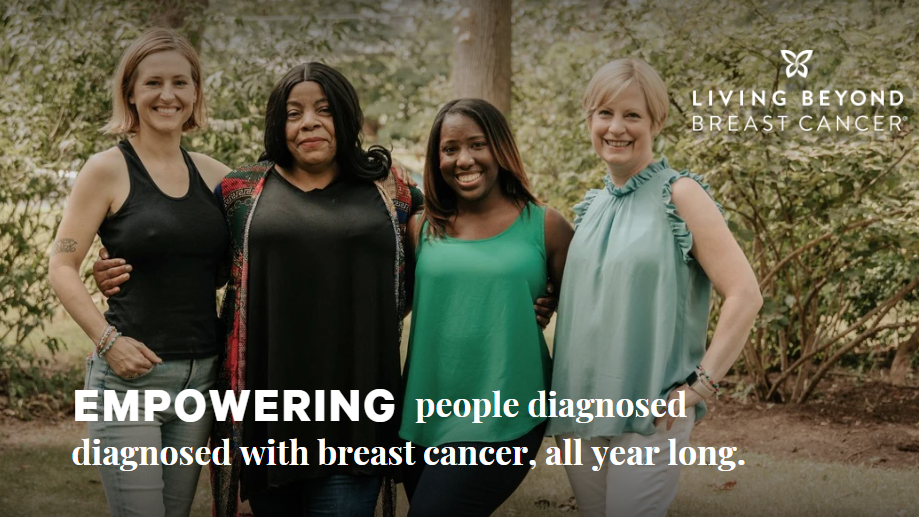 LIVING BEYOND
BREAST CANCER
EMPOWERING people diagnosed
diagnosed with breast cancer, all year long.